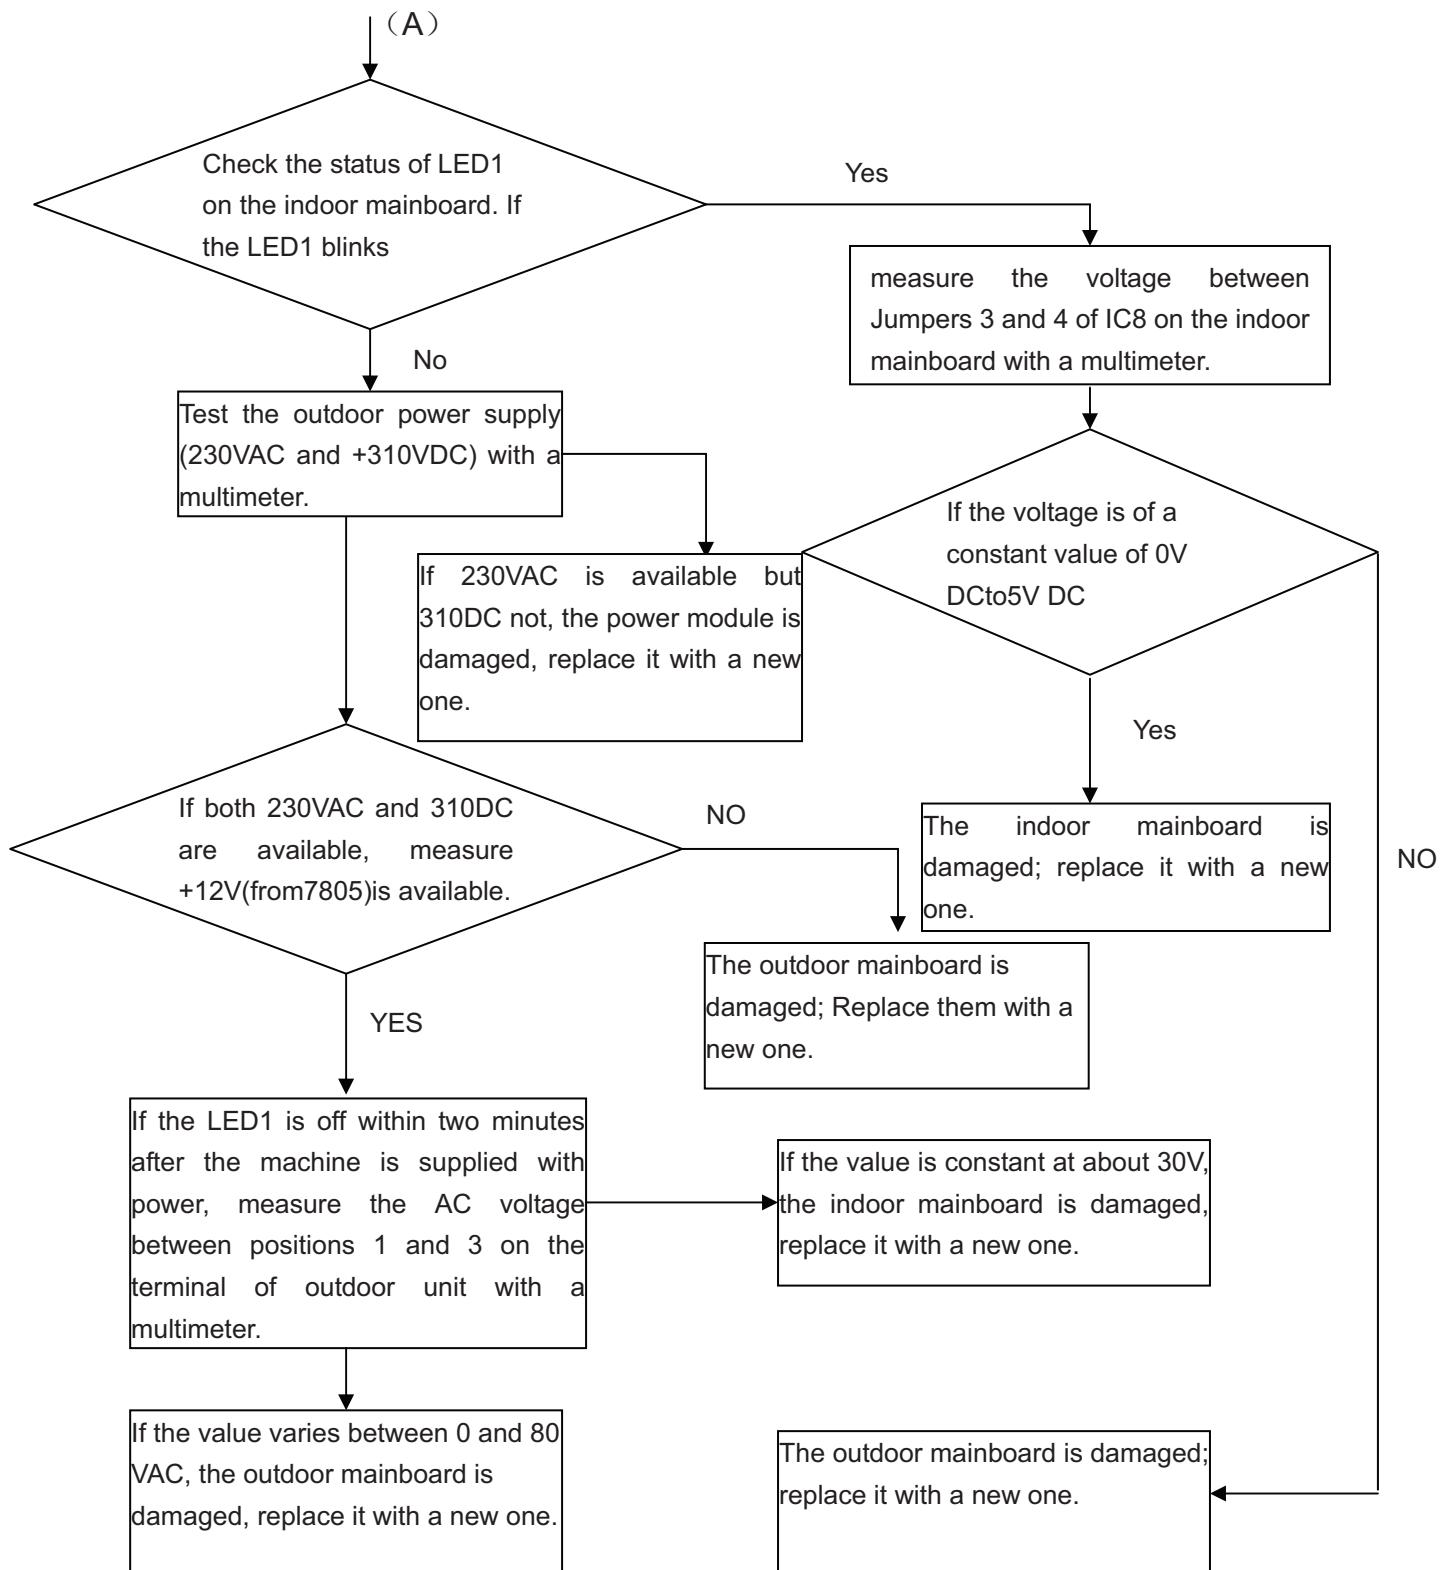 （A）
Check the status of LED1
on the indoor mainboard. If
the LED1 blinks
Yes
measure the voltage between
Jumpers 3 and 4 of IC8 on the indoor
mainboard with a multimeter.
No
Test the outdoor power supply
(230VAC and +310VDC) with a
multimeter.
If the voltage is of a
constant value of 0V
DCto5V DC
If 230VAC is available but
310DC not, the power module is
damaged, replace it with a new
one.
Yes
If both 230VAC and 310DC
are available, measure
+12V(from7805)is available.
NO
The indoor mainboard is
damaged; replace it with a new
one.
NO
The outdoor mainboard is
damaged; Replace them with a
new one.
YES
If the LED1 is off within two minutes
after the machine is supplied with
power, measure the AC voltage
between positions 1 and 3 on the
terminal of outdoor unit with a
multimeter.
If the value is constant at about 30V,
the indoor mainboard is damaged,
replace it with a new one.
If the value varies between 0 and 80
VAC, the outdoor mainboard is
damaged, replace it with a new one.
The outdoor mainboard is damaged;
replace it with a new one.